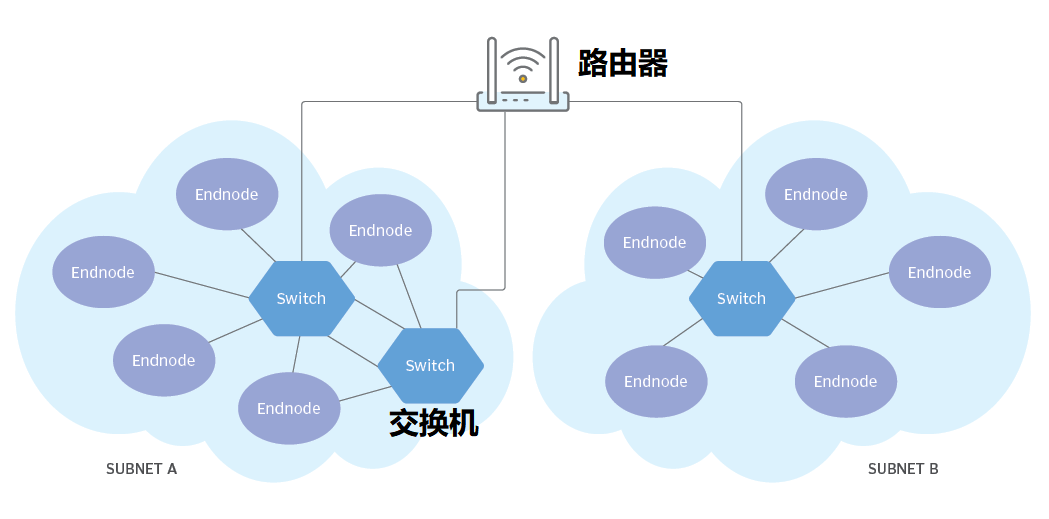 路由器
Endnode
Endnode
Endnode
Endnode
Endnode
Switch
Switch
交换机
SUBNET A
Endnode
Endnode
Endnode
Switch
Endnode
Endnode
SUBNET B